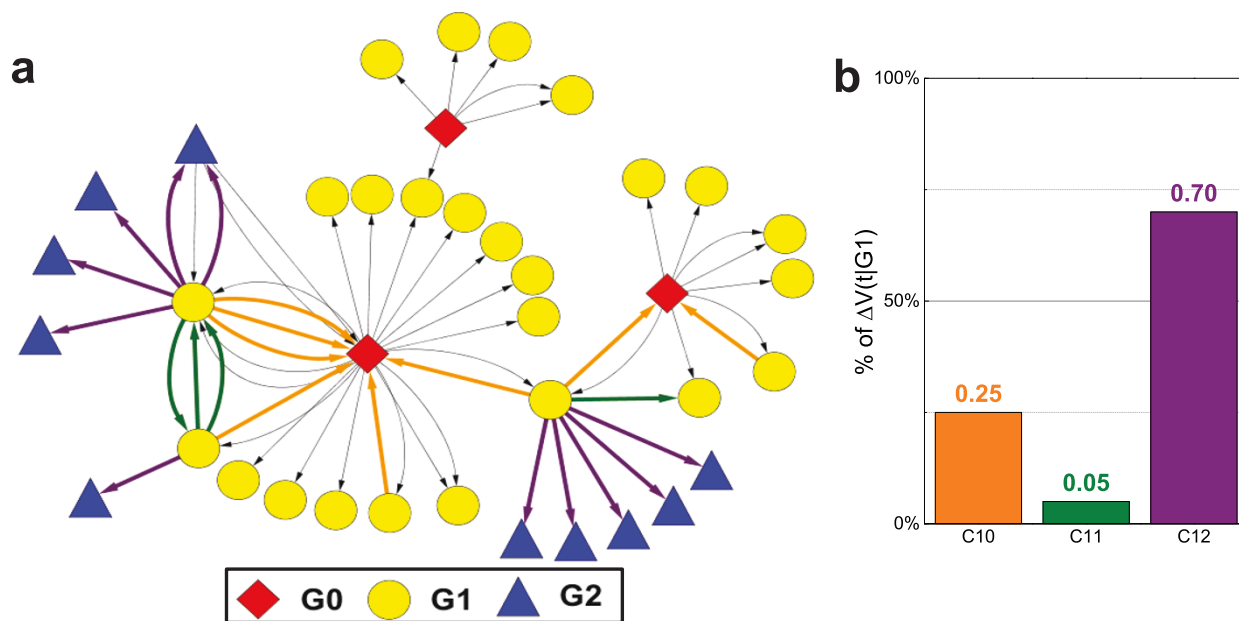 a
G0 G1 G2
b
% of ΔV(t|G1)
100%
50%
0%
0.25
0.05
0.70
C10 C11 C12